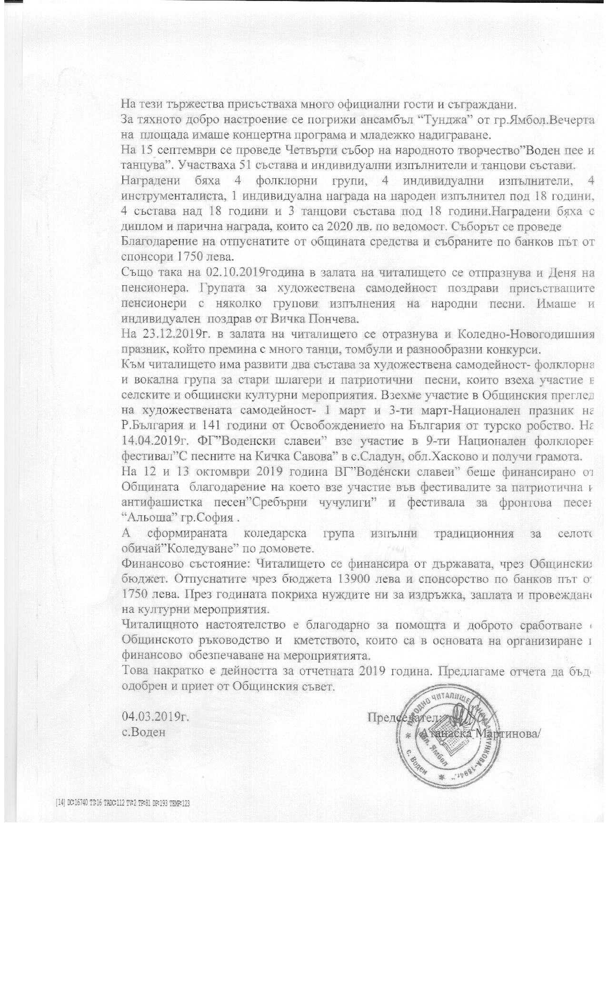 На тези тържества присъстваха много официални гости и съграждани.
За тяхното добро настроение се погрижи ансамбъл “Тунджа” от гр.Ямбол.Вечерта
на площада имаше концертна програма и младежко надиграване.
На 15 септември се проведе Четвърти събор на народното творчество”Воден пее и
танцува”. Участваха 51 състава и индивидуални изпълнители и танцови състави.
Наградени бяха 4 фолклорни групи, 4 индивидуални изпълнители, 4
инструменталиста, 1 индивидуална награда на народен изпълнител под 18 години,
4 състава над 18 години и 3 танцови състава под 18 години.Наградени бяха с
диплом и парична награда, които са 2020 лв. по ведомост. Съборът се проведе
Благодарение на отпуснатите от общината средства и събраните по банков път от
спонсори 1750 лева.
Също така на 02.10.2019година в залата на читалището се отпразнува и Деня на
пенсионера. Групата за художествена самодейност поздрави присъстващите
пенсионери с няколко групови изпълнения на народни песни. Имаше и
индивидуален поздрав от Вичка Пончева.
На 23.12.2019г. в залата на читалището се отразнува и Коледно-Новогодишния
празник, който премина с много танци, томбули и разнообразни конкурси.
Към читалището има развити два състава за художествена самодейност- фолклорна
и вокална група за стари шлагери и патриотични песни, които взеха участие в
селските и общински културни мероприятия. Взехме участие в Общинския преглед
на художествената самодейност- 1 март и 3-ти март-Национален празник на
Р.България и 141 години от Освобождението на България от турско робство. На
14.04.2019г. ФГ”Воденски славеи” взе участие в 9-ти Национален фолклорен
фестивал”С песните на Кичка Савова” в с.Сладун, обл.Хасково и получи грамота.
На 12 и 13 октомври 2019 година ВГ”Воденски славеи” беше финансирано от
Общината благодарение на което взе участие във фестивалите за патриотична и
антифашистка песен”Сребърни чучулиги” и фестивала за фронтова песен
“Альоша” гр.София .
А сформираната коледарска група изпълни традиционния за селото
обичай”Коледуване” по домовете.
Финансово състояние: Читалището се финансира от държавата, чрез Общинския
бюджет. Отпуснатите чрез бюджета 13900 лева и спонсорство по банков път от
1750 лева. През годината покриха нуждите ни за издръжка, заплата и провеждане
на културни мероприятия.
Читалищното настоятелство е благодарно за помощта и доброто сработване с
Общинското ръководство и кметството, които са в основата на организиране и
финансово обезпечаване на мероприятията.
Това накратко е дейността за отчетната 2019 година. Предлагаме отчета да бъде
одобрен и приет от Общинския съвет.
04.03.2019г. Председател:
с.Воден /Атанаска Мартинова/
НАРОДНО ЧИТАЛИЩЕ МУНКОВА-1894г."
обл. Ямбол
с. Воден
[14] DC:16740 TI:16 TADC:112 TV:2 TP:81 DP:193 TEMP:123